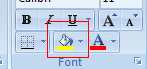 Calibri 11
B I U A A
A
Font